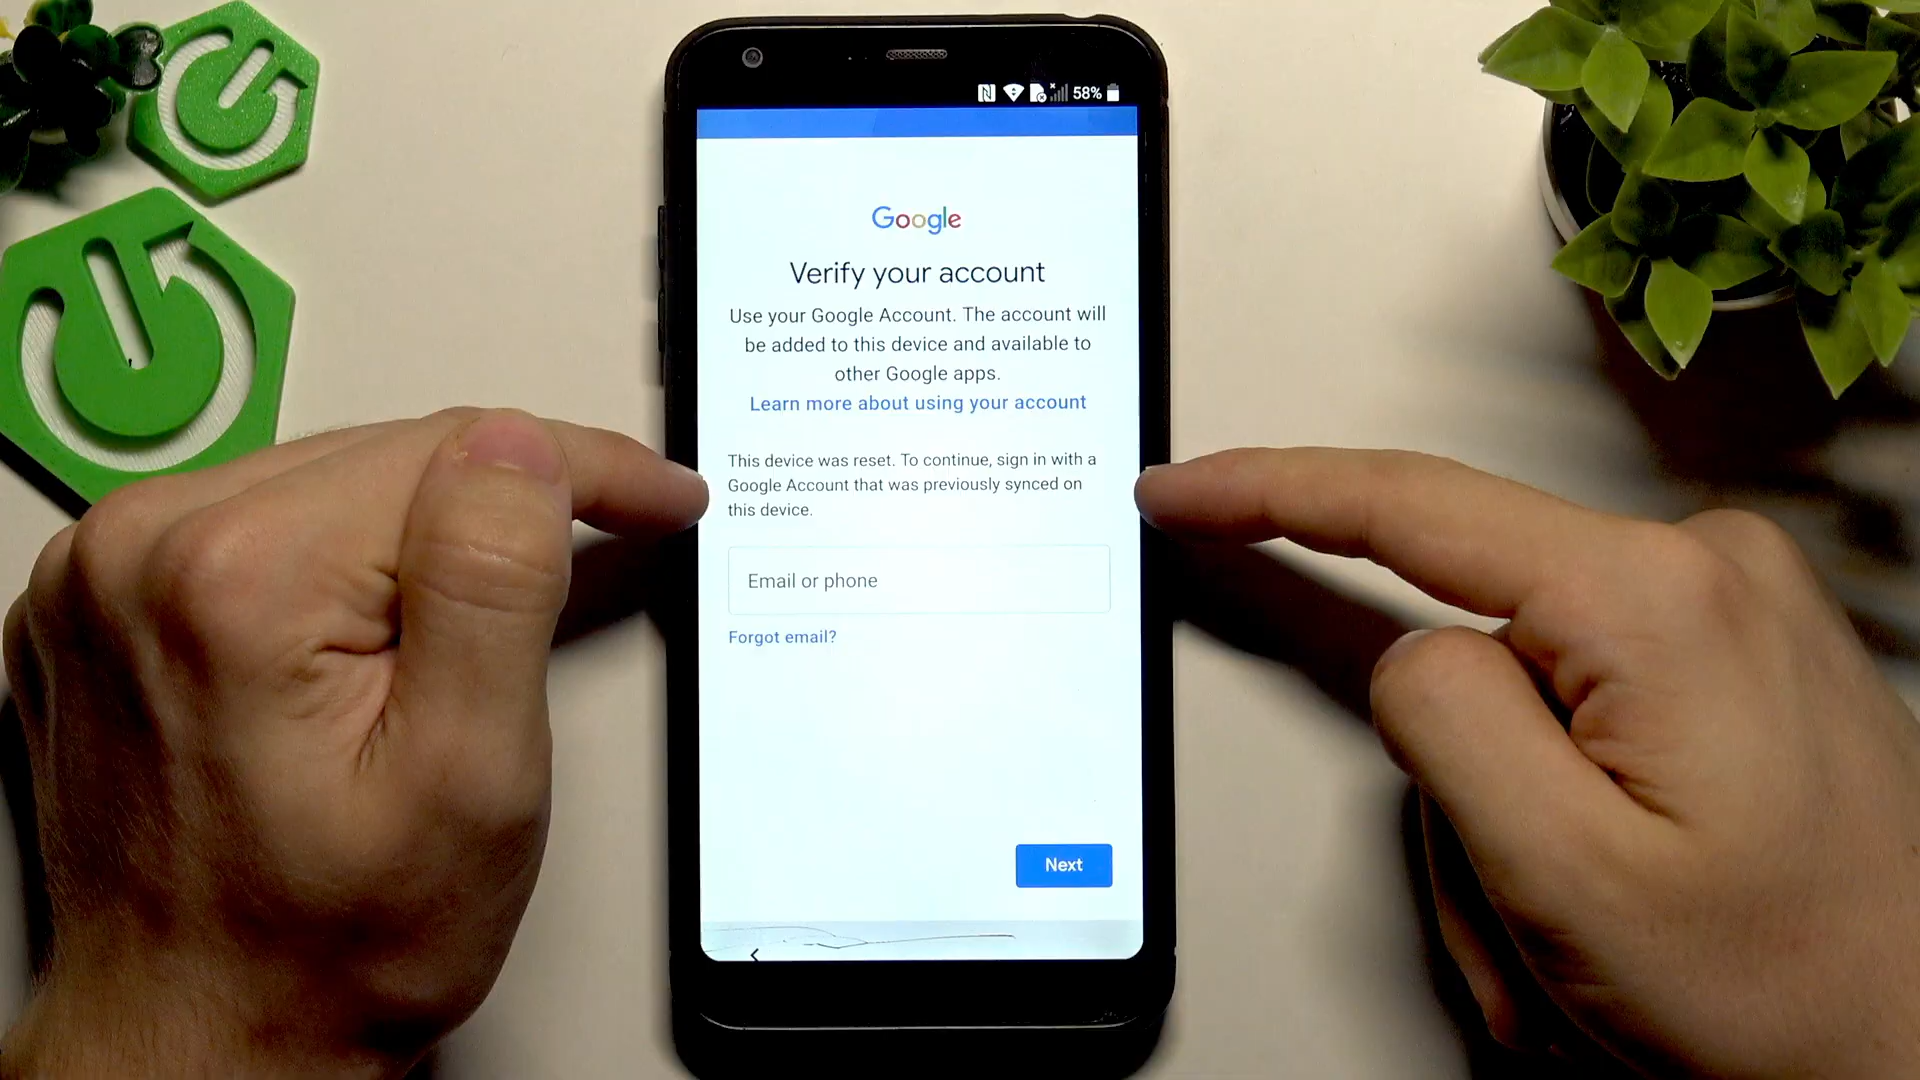 58%
Google
Verify your account
Use your Google Account. The account will
be added to this device and available to
other Google apps.
Learn more about using your account
This device was reset. To continue, sign in with a
Google Account that was previously synced on
this device.
Email or phone
Forgot email?
Next